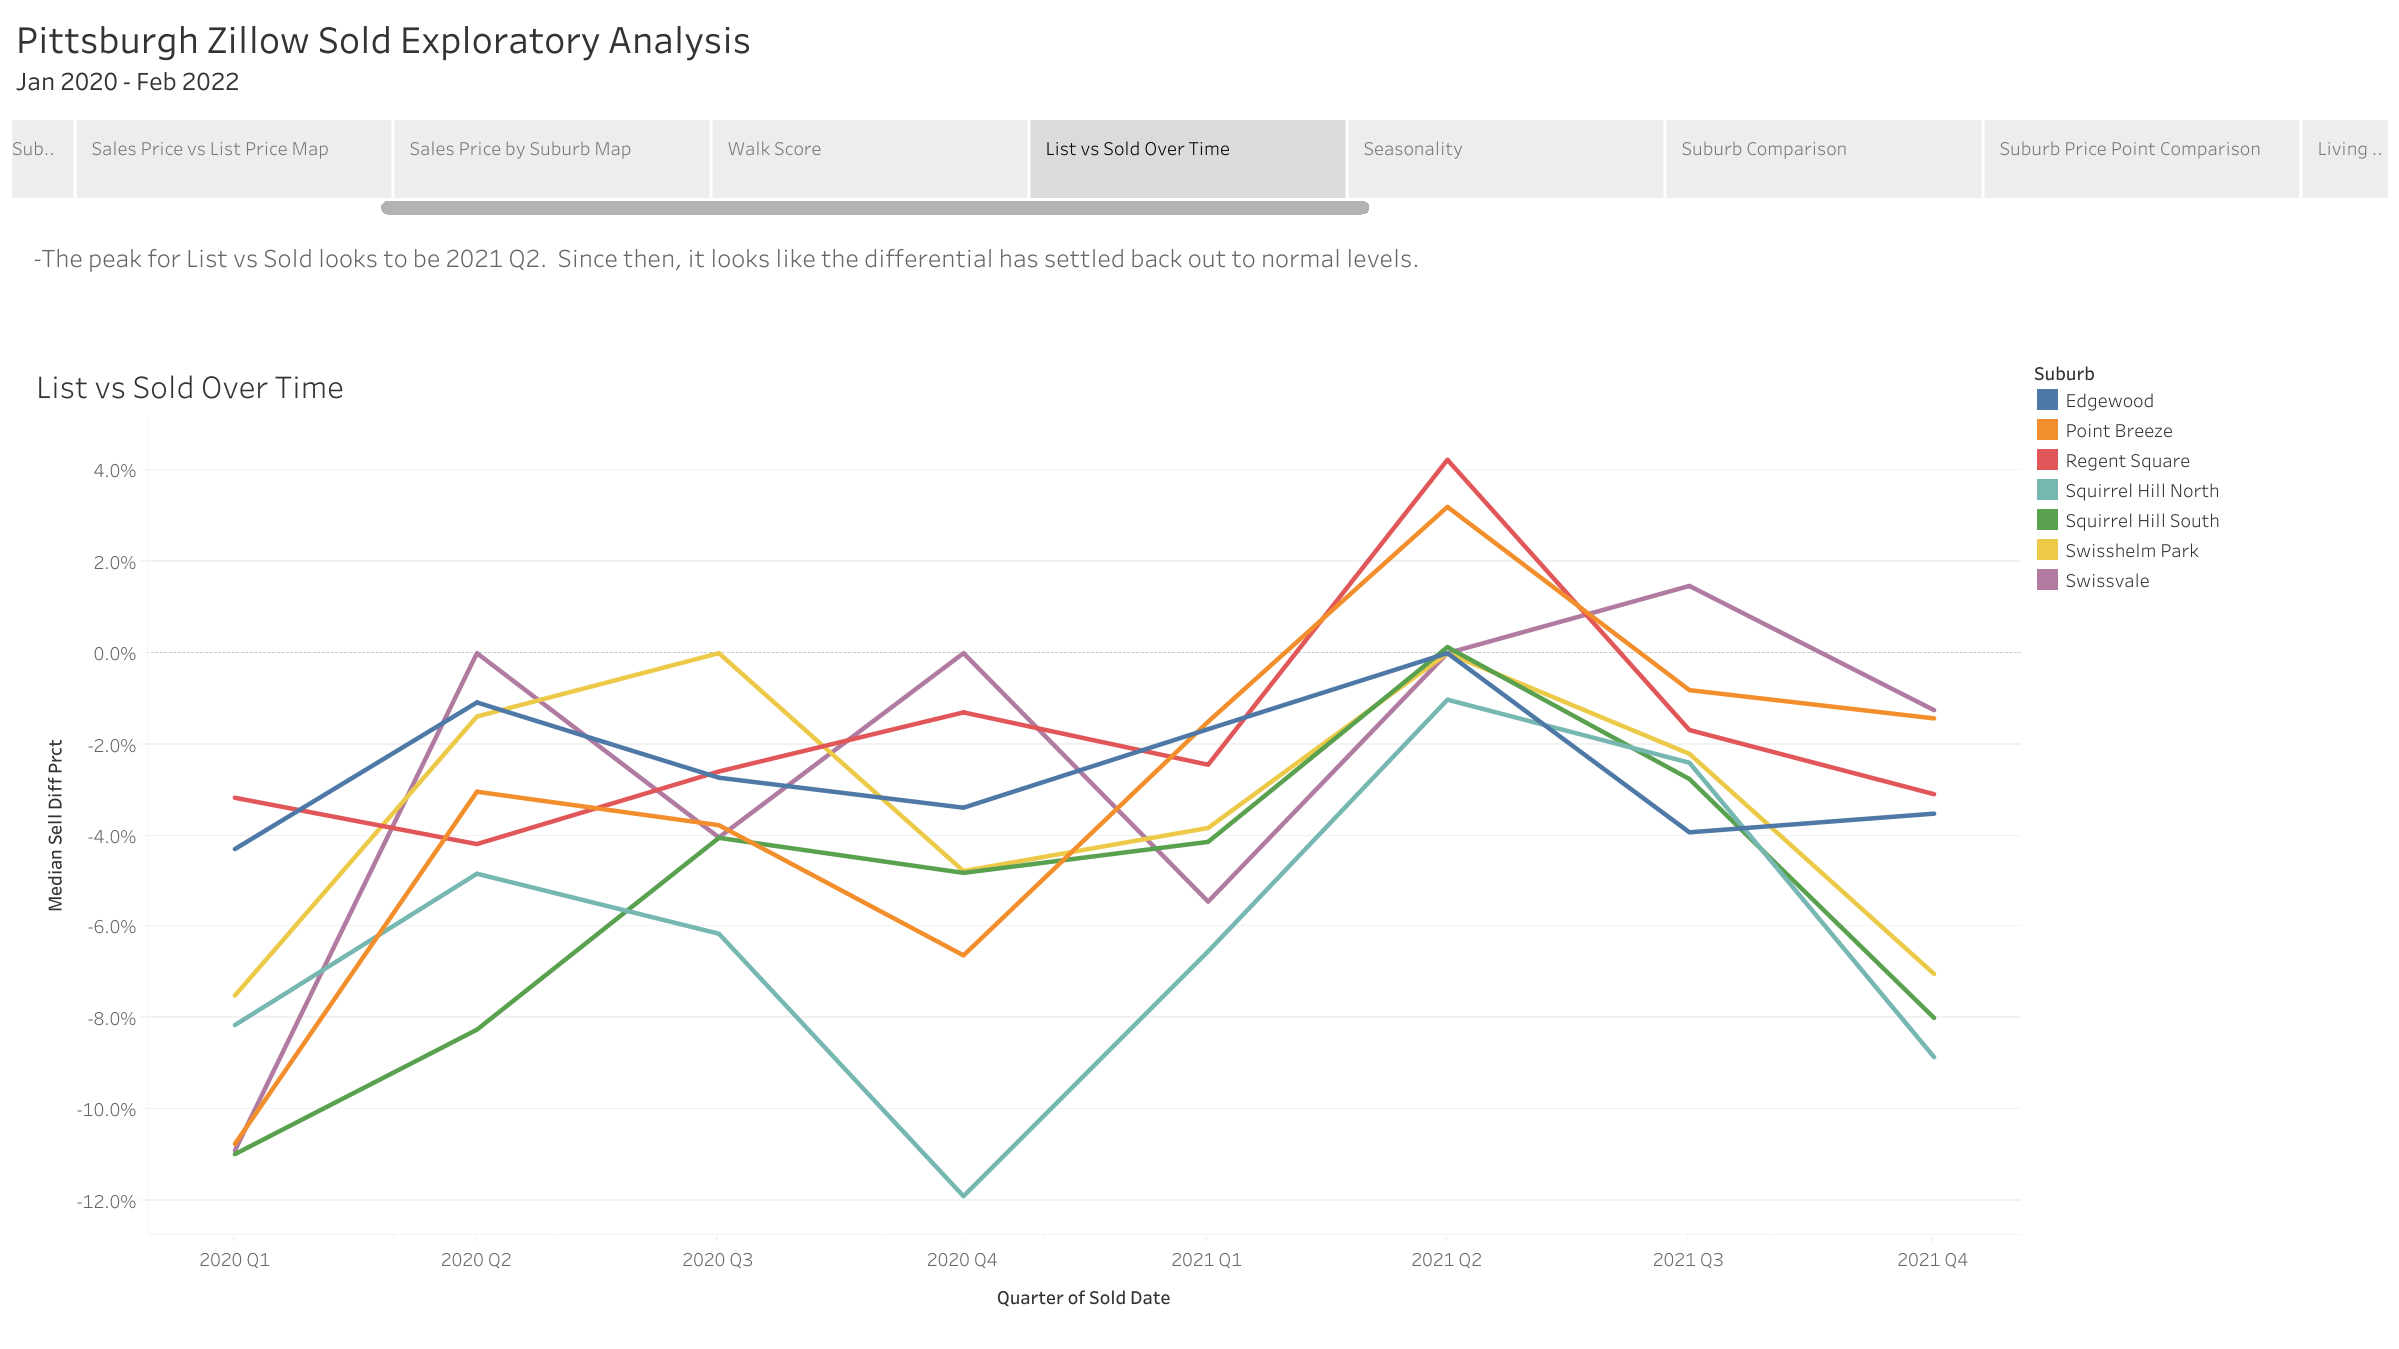 Pittsburgh Zillow Sold Exploratory Analysis
Jan 2020 - Feb 2022
Sub..
Sales Price vs List Price Map
Sales Price by Suburb Map
Walk Score
List vs Sold Over Time
Seasonality
Suburb Comparison
Suburb Price Point Comparison
Living ..
-The peak for List vs Sold looks to be 2021 Q2.  Since then, it looks like the differential has settled back out to normal levels.
List vs Sold Over Time
Suburb
Edgewood
Point Breeze
Regent Square
Squirrel Hill North
Squirrel Hill South
Swisshelm Park
Swissvale
Median Sell Diff Prct
4.0%
2.0%
0.0%
-2.0%
-4.0%
-6.0%
-8.0%
-10.0%
-12.0%
2020 Q1
2020 Q2
2020 Q3
2020 Q4
2021 Q1
2021 Q2
2021 Q3
2021 Q4
Quarter of Sold Date